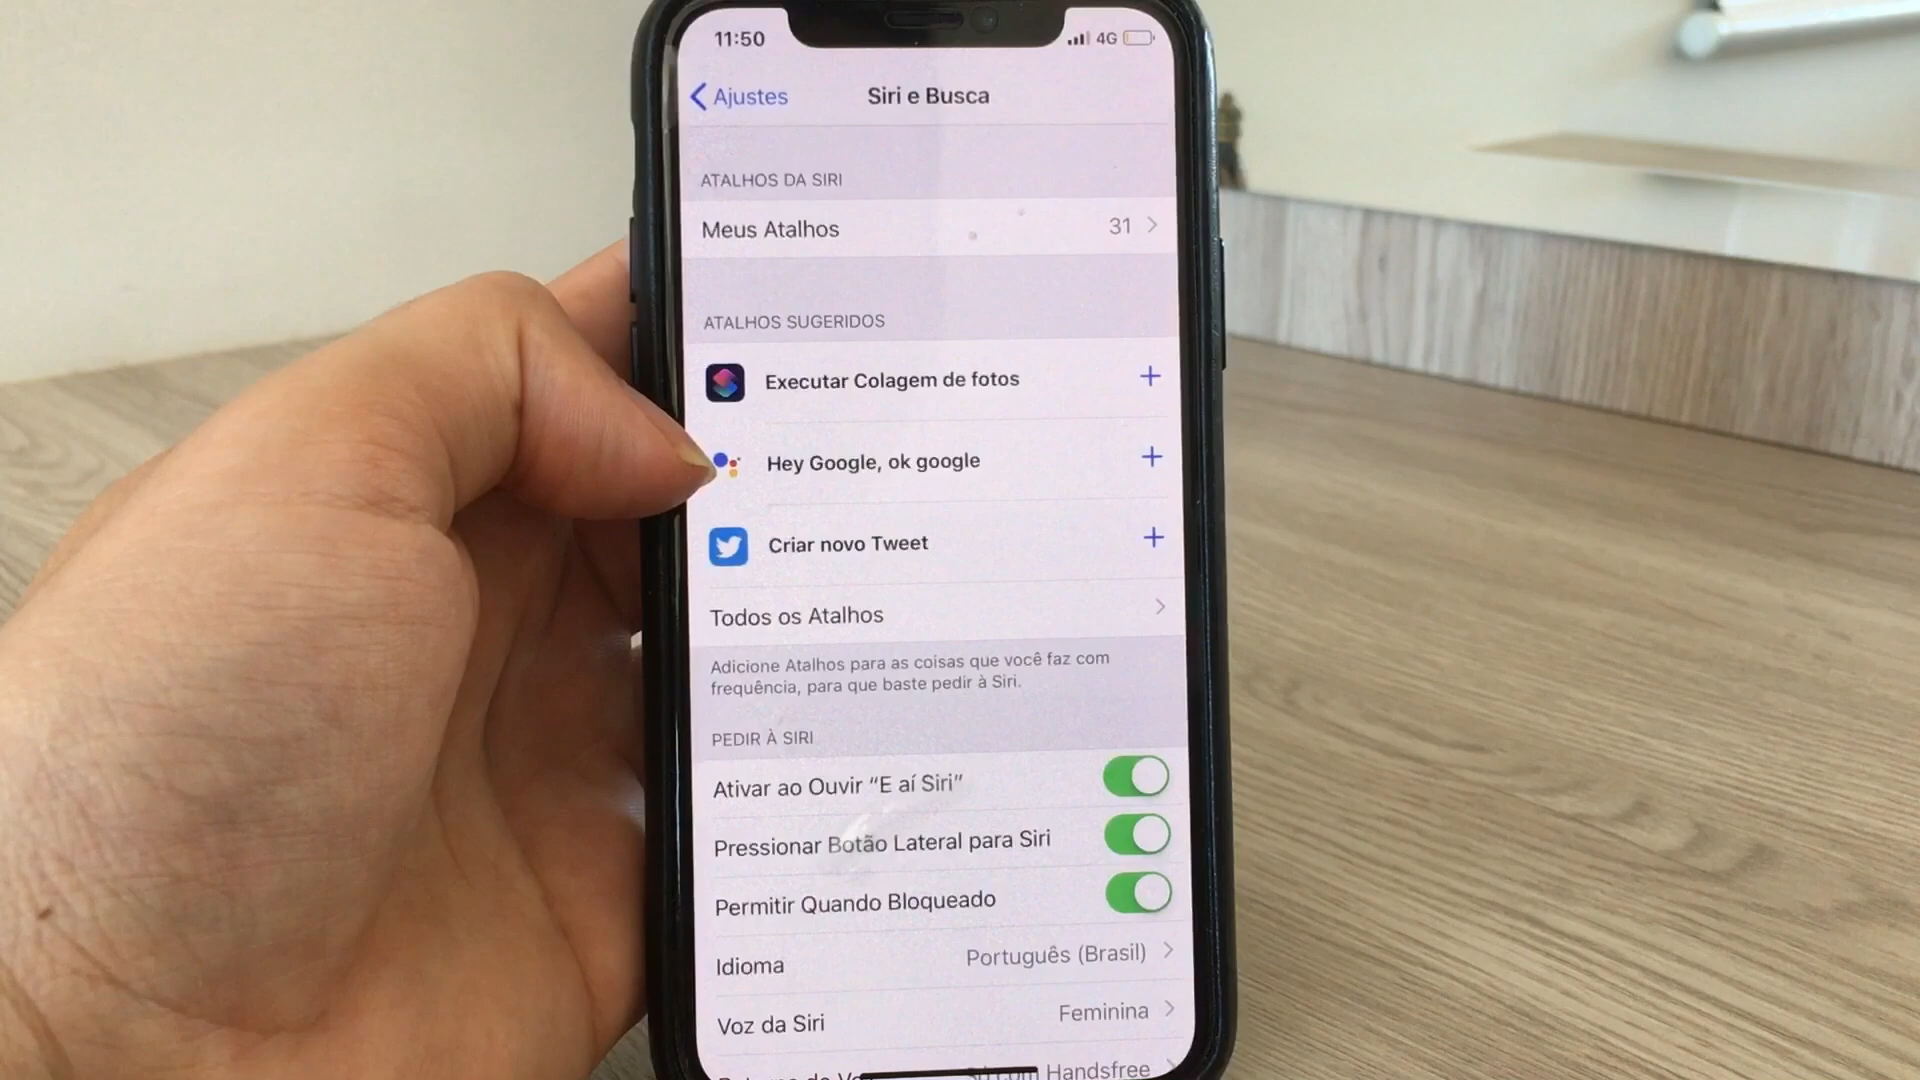 11:50
4G
Ajustes
Siri e Busca
ATALHOS DA SIRI
Meus Atalhos 31
ATALHOS SUGERIDOS
Executar Colagem de fotos
Hey Google, ok google
Criar novo Tweet
Todos os Atalhos
Adicione Atalhos para as coisas que você faz com
frequência, para que baste pedir à Siri.
PEDIR À SIRI
Ativar ao Ouvir “E aí Siri”
Pressionar Botão Lateral para Siri
Permitir Quando Bloqueado
Idioma Português (Brasil)
Voz da Siri Feminina
Handsfree